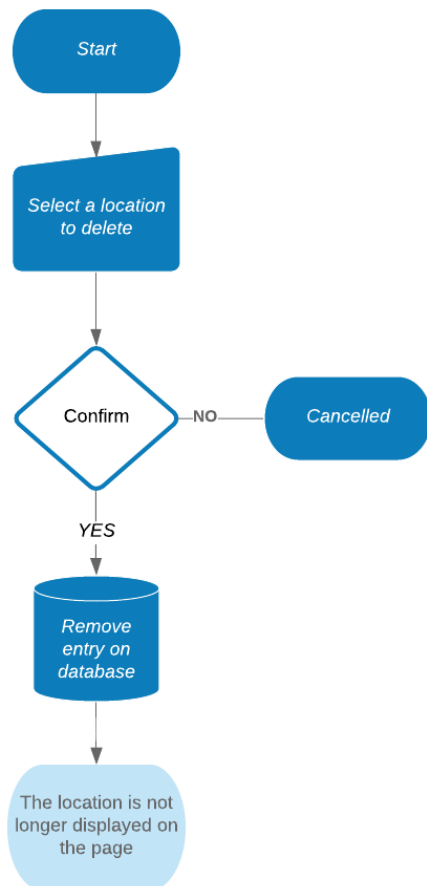 Start
Select a location
to delete
Confirm
NO
Cancelled
YES
Remove
entry on
database
The location is not
longer displayed on
the page